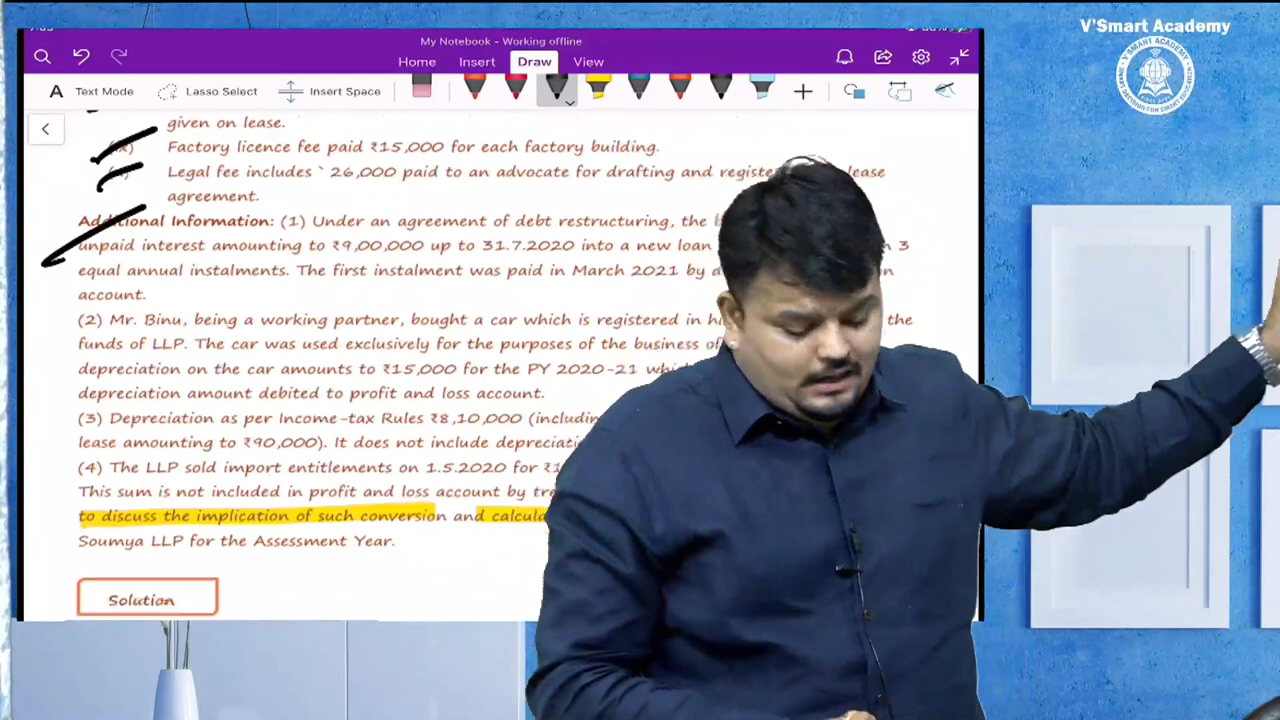 V'Smart Academy
My Notebook - Working offline
Home Insert Draw View
A Text Mode Lasso Select Insert Space
given on lease.
Factory licence fee paid ₹15,000 for each factory building.
Legal fee includes ` 26,000 paid to an advocate for drafting and lease
agreement.
Additional Information: (1) Under an agreement of debt restructuring, the
unpaid interest amounting to ₹9,00,000 up to 31.7.2020 into a new loan 3
equal annual instalments. The first instalment was paid in March 2021 by
account.
(2) Mr. Binu, being a working partner, bought a car which is registered in the
funds of LLP. The car was used exclusively for the purposes of the business
depreciation on the car amounts to ₹15,000 for the PY 2020-21
depreciation amount debited to profit and loss account.
(3) Depreciation as per Income-tax Rules ₹8,10,000
lease amounting to ₹90,000). It does not include
(4) The LLP sold import entitlements on 1.5.2020 for
This sum is not included in profit and loss account by
to discuss the implication of such conversion and
Soumya LLP for the Assessment Year.
Solution